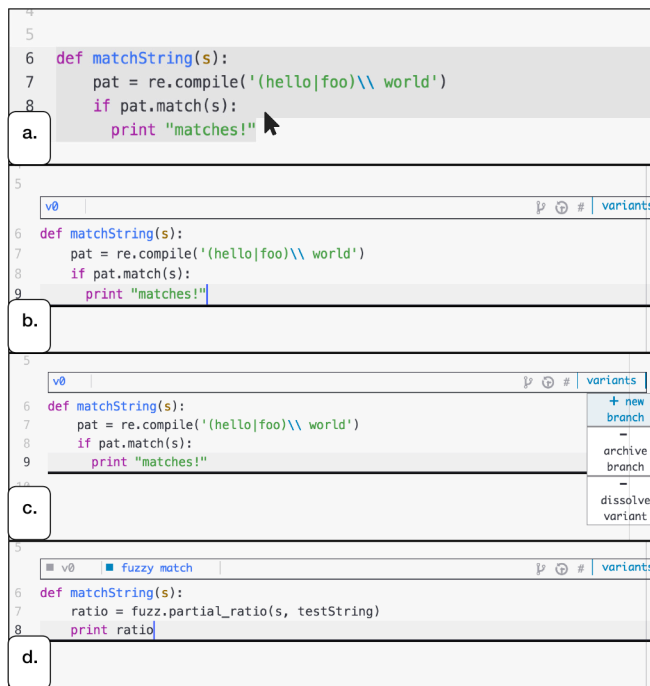 4
5
6 def matchString(s):
7 pat = re.compile('(hello|foo)\\ world')
8 if pat.match(s):
print "matches!"
a.
5
v0 # variants
6 def matchString(s):
7 pat = re.compile('(hello|foo)\\ world')
8 if pat.match(s):
9 print "matches!"
b.
5
v0 # variants
+ new
branch
6 def matchString(s):
7 pat = re.compile('(hello|foo)\\ world')
8 if pat.match(s):
9 print "matches!"
−
archive
branch
−
dissolve
variant
10
c.
5
v0 fuzzy match # variants
6 def matchString(s):
7 ratio = fuzz.partial_ratio(s, testString)
8 print ratio
d.